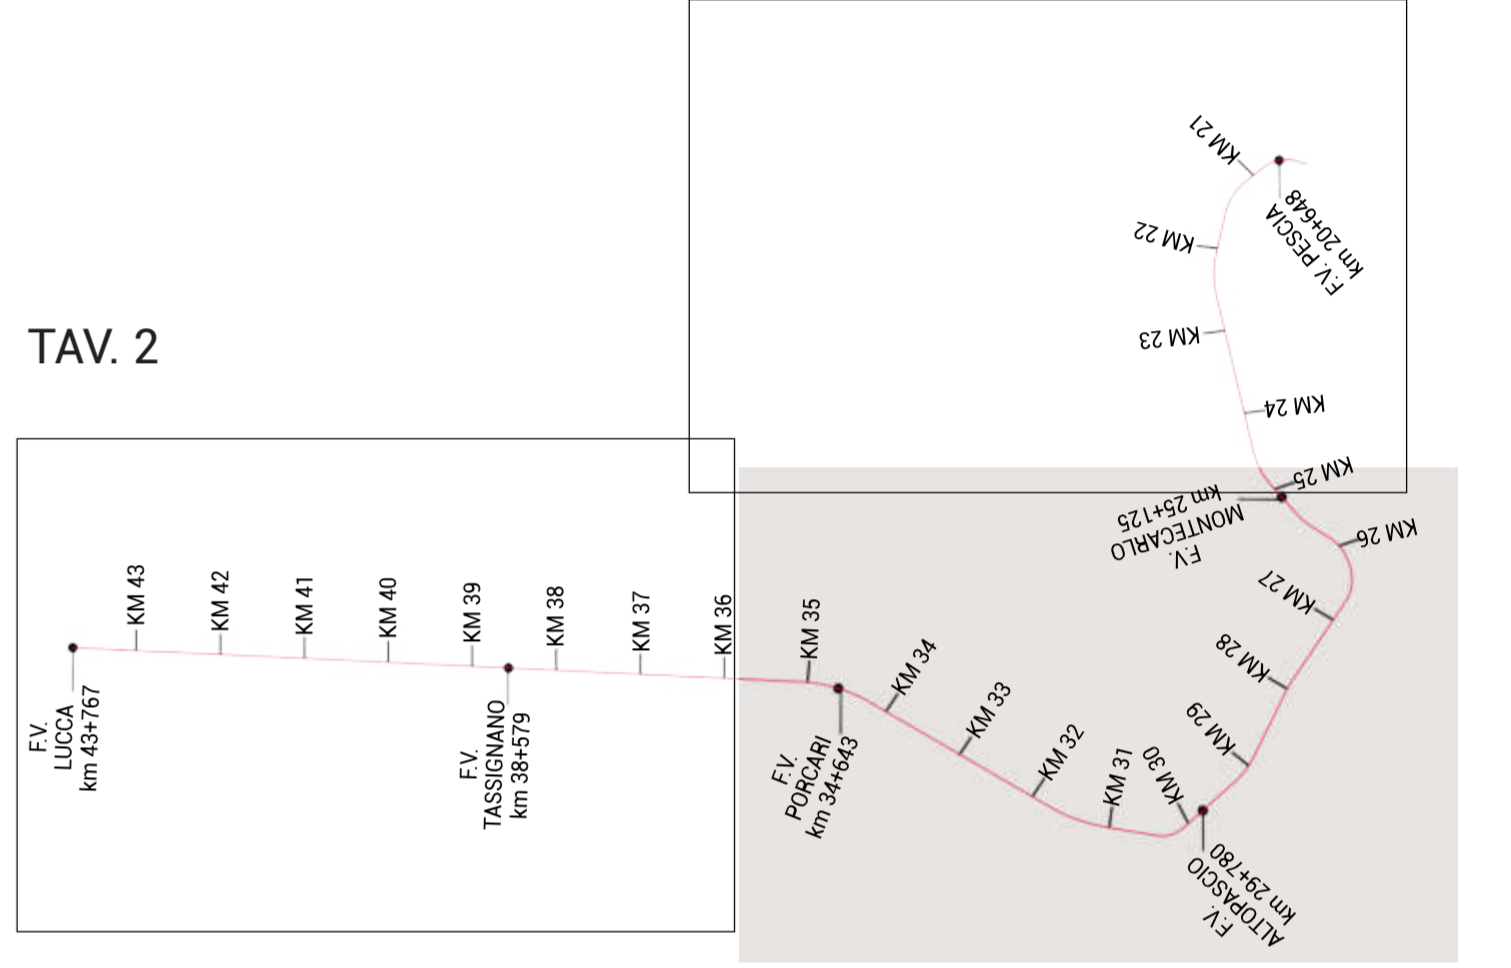 TAV. 2
KM 21
F.V. PESCIA
km 20+648
KM 22
KM 23
KM 24
KM 25
F.V.
MONTECARLO
km 25+125
KM 26
KM 27
KM 28
KM 29
KM 30
F.V.
ALTOPASCIO
km 29+780
KM 31
KM 32
KM 33
KM 34
F.V.
PORCARI
km 34+643
KM 35
KM 36
KM 37
KM 38
F.V.
TASSIGNANO
km 38+579
KM 39
KM 40
KM 41
KM 42
KM 43
F.V.
LUCCA
km 43+767